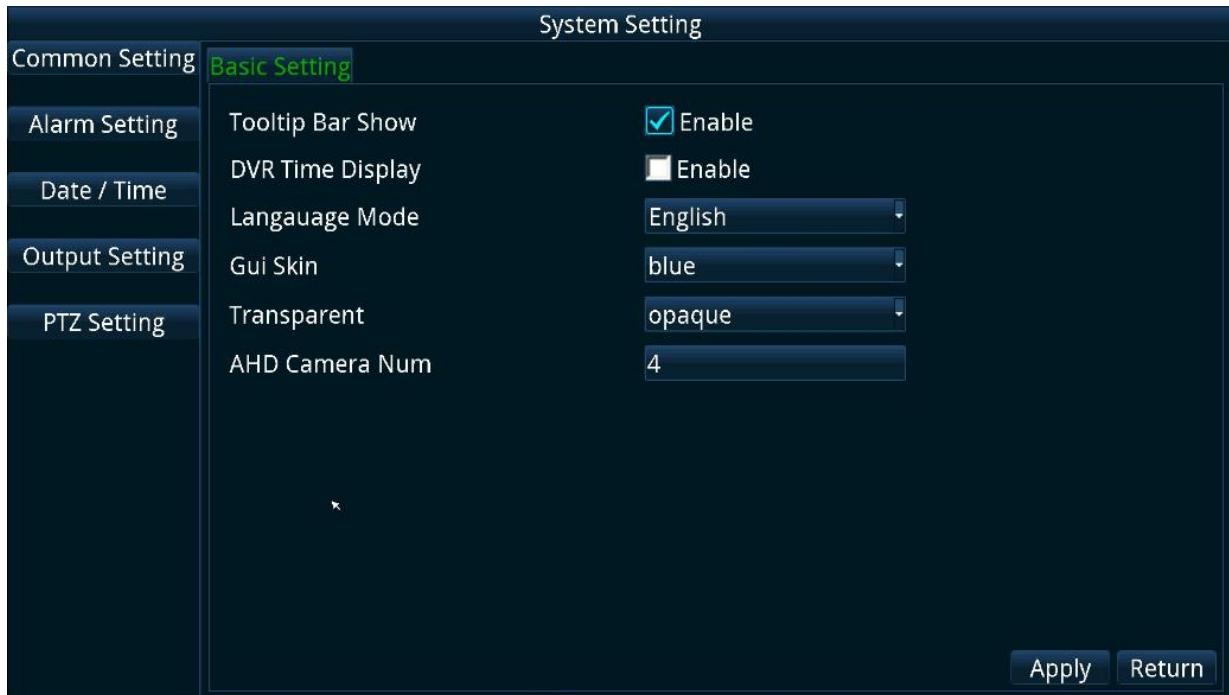 System Setting
Common Setting
Basic Setting
Alarm Setting
Date / Time
Output Setting
PTZ Setting
Tooltip Bar Show Enable
DVR Time Display Enable
Langauage Mode English
Gui Skin blue
Transparent opaque
AHD Camera Num 4
Apply Return